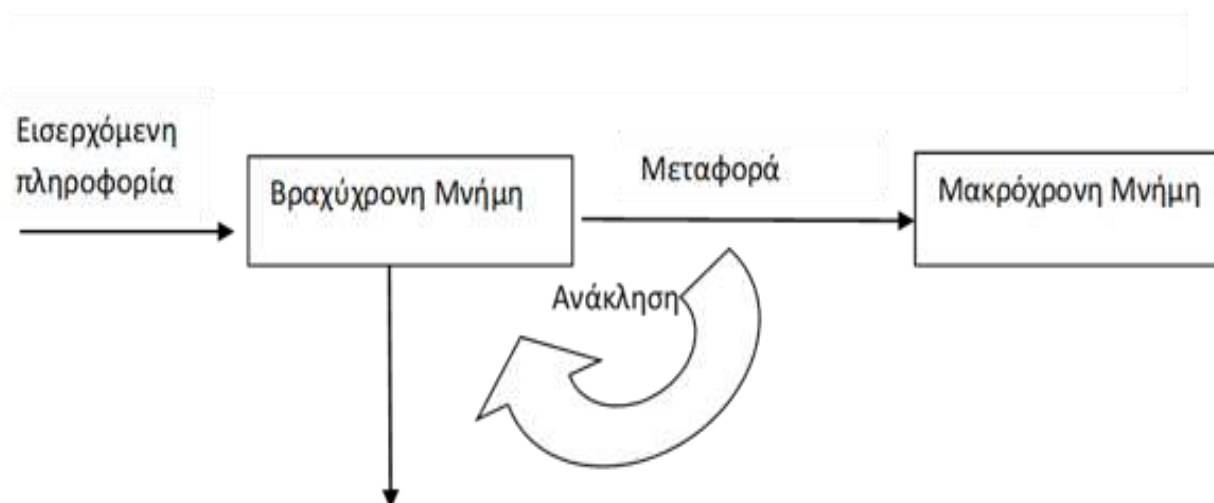 Εισερχόμενη
πληροφορία
Βραχύχρονη Μνήμη
Μεταφορά
Μακρόχρονη Μνήμη
Ανάκληση